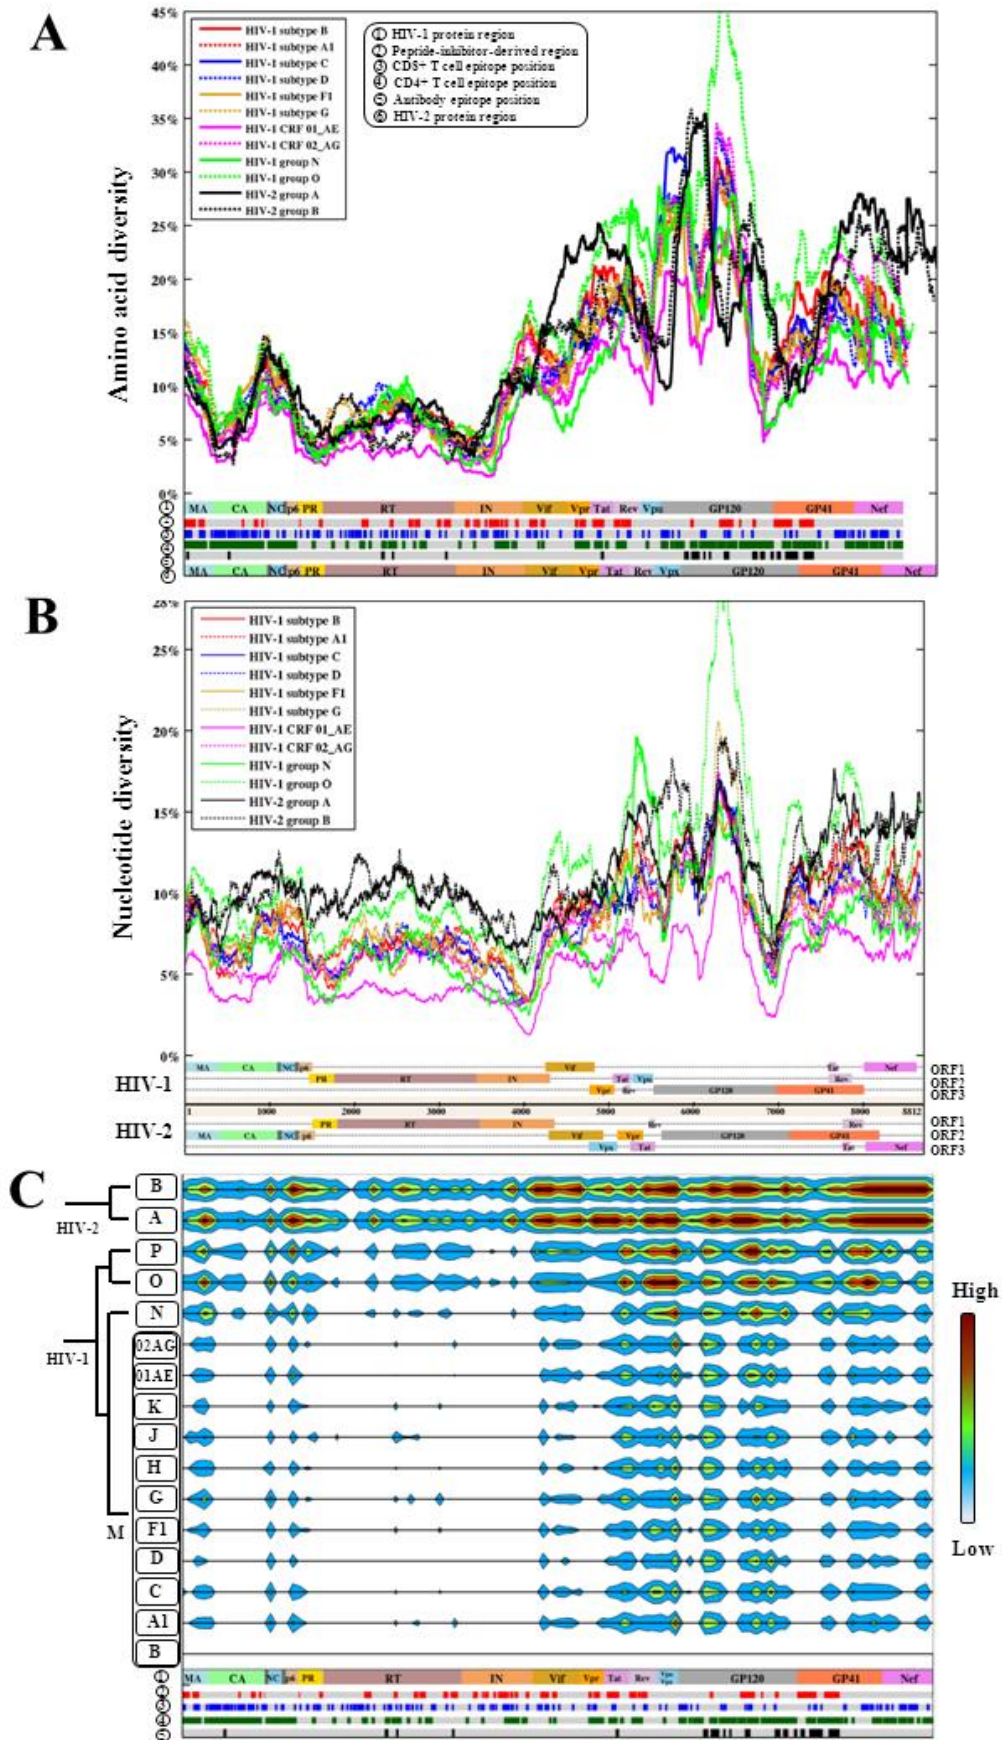 A
45%
40%
35%
30%
25%
20%
15%
10%
5%
0%
Amino acid diversity
HIV-1 subtype B
HIV-1 subtype A1
HIV-1 subtype C
HIV-1 subtype D
HIV-1 subtype F1
HIV-1 subtype G
HIV-1 CRF 01_AE
HIV-1 CRF 02_AG
HIV-1 group N
HIV-1 group O
HIV-2 group A
HIV-2 group B
① HIV-1 protein region
② Peptide-inhibitor-derived region
③ CD8+ T cell epitope position
④ CD4+ T cell epitope position
⑤ Antibody epitope position
⑥ HIV-2 protein region
MA CA NC p6 PR RT IN Vif Vpr Tat Rev Vpu GP120 GP41 Nef
MA CA NC p6 PR RT IN Vif Vpr Tat Rev Vpx GP120 GP41 Nef
B
28%
25%
20%
15%
10%
5%
0%
Nucleotide diversity
HIV-1 subtype B
HIV-1 subtype A1
HIV-1 subtype C
HIV-1 subtype D
HIV-1 subtype F1
HIV-1 subtype G
HIV-1 CRF 01_AE
HIV-1 CRF 02_AG
HIV-1 group N
HIV-1 group O
HIV-2 group A
HIV-2 group B
HIV-1
MA CA NC p6 Vif Tat Nef ORF1
PR RT IN Tat Vpu Rev ORF2
Vpr Rev GP120 GP41 ORF3
1 1000 2000 3000 4000 5000 6000 7000 8000 8812
HIV-2
PR RT IN Rev Rev ORF1
MA CA NC p6 Vif Vpr GP120 GP41 ORF2
Vpx Tat Tat Nef ORF3
C
HIV-2
B
A
HIV-1
P
O
N
M
02AG
01AE
K
J
H
G
F1
D
C
A1
B
High
Low
MA CA NC p6 PR RT IN Vif Vpr Tat Rev Vpu Vpx GP120 GP41 Nef